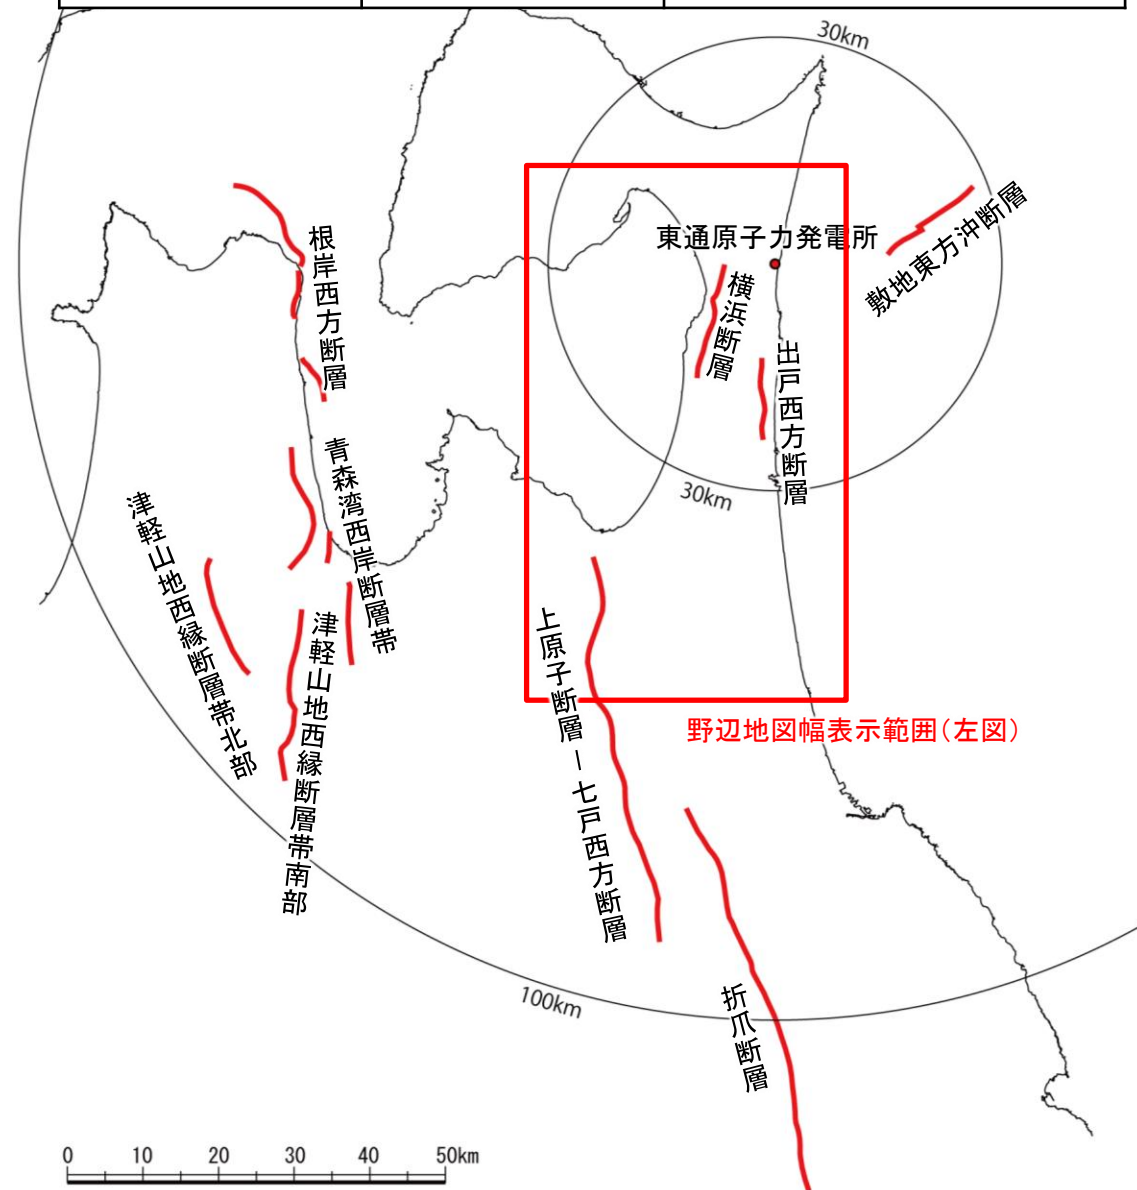 30km
東通原子力発電所
敷地東方沖断層
根岸西方断層
横浜断層
出戸西方断層
30km
青森湾西岸断層帯
津軽山地西縁断層帯北部
津軽山地西縁断層帯南部
上原子断層ー七戸西方断層
野辺地図幅表示範囲(左図)
折爪断層
100km
0 10 20 30 40 50km